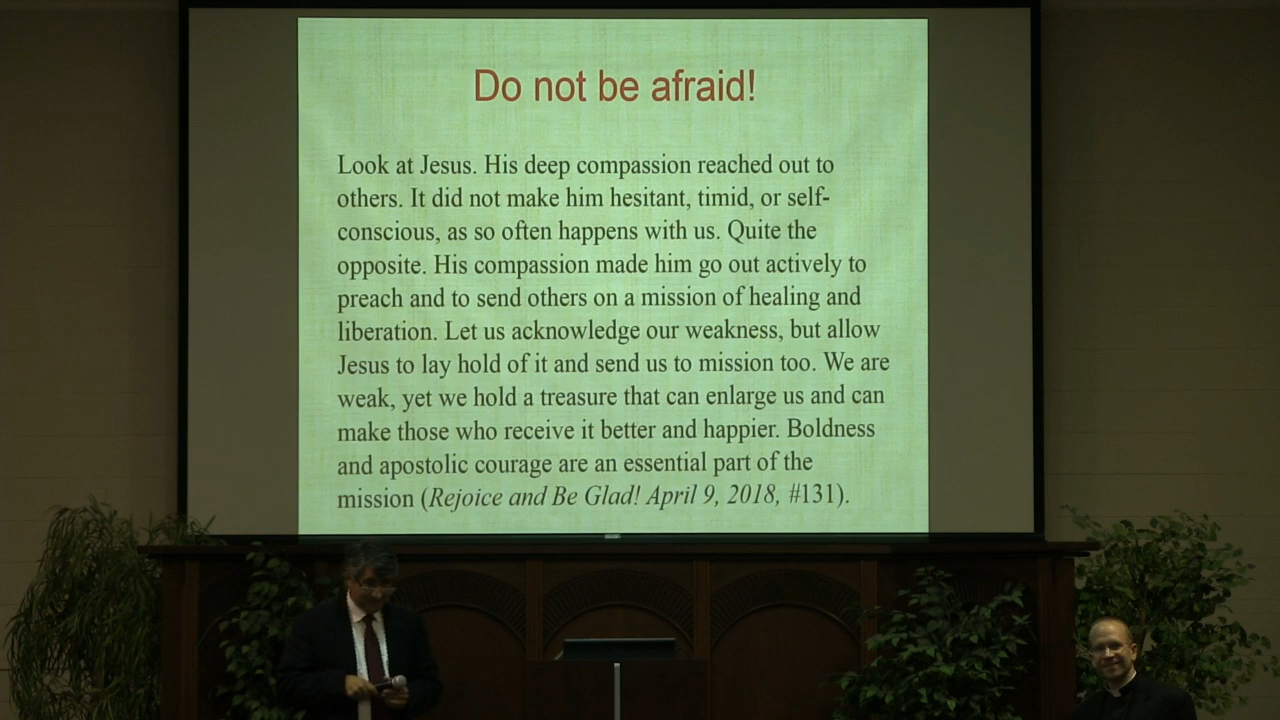 Do not be afraid!
Look at Jesus. His deep compassion reached out to
others. It did not make him hesitant, timid, or self-
conscious, as so often happens with us. Quite the
opposite. His compassion made him go out actively to
preach and to send others on a mission of healing and
liberation. Let us acknowledge our weakness, but allow
Jesus to lay hold of it and send us to mission too. We are
weak, yet we hold a treasure that can enlarge us and can
make those who receive it better and happier. Boldness
and apostolic courage are an essential part of the
mission (Rejoice and Be Glad! April 9, 2018, #131).